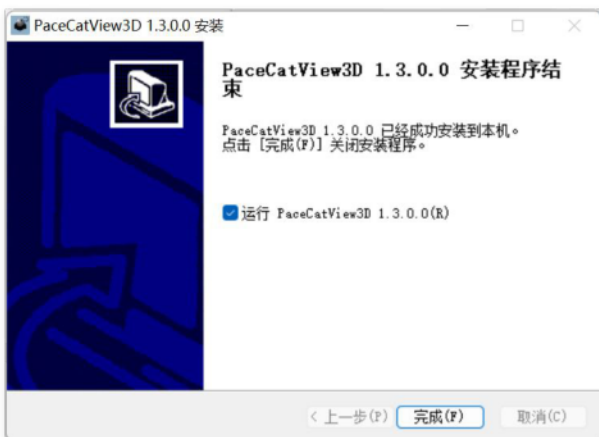 PaceCatView3D 1.3.0.0 安装
PaceCatView3D 1.3.0.0 安装程序结
束
PaceCatView3D 1.3.0.0 已经成功安装到本机。
点击 [完成(F)] 关闭安装程序。
运行 PaceCatView3D 1.3.0.0(R)
< 上一步(P) 完成(F) 取消(C)